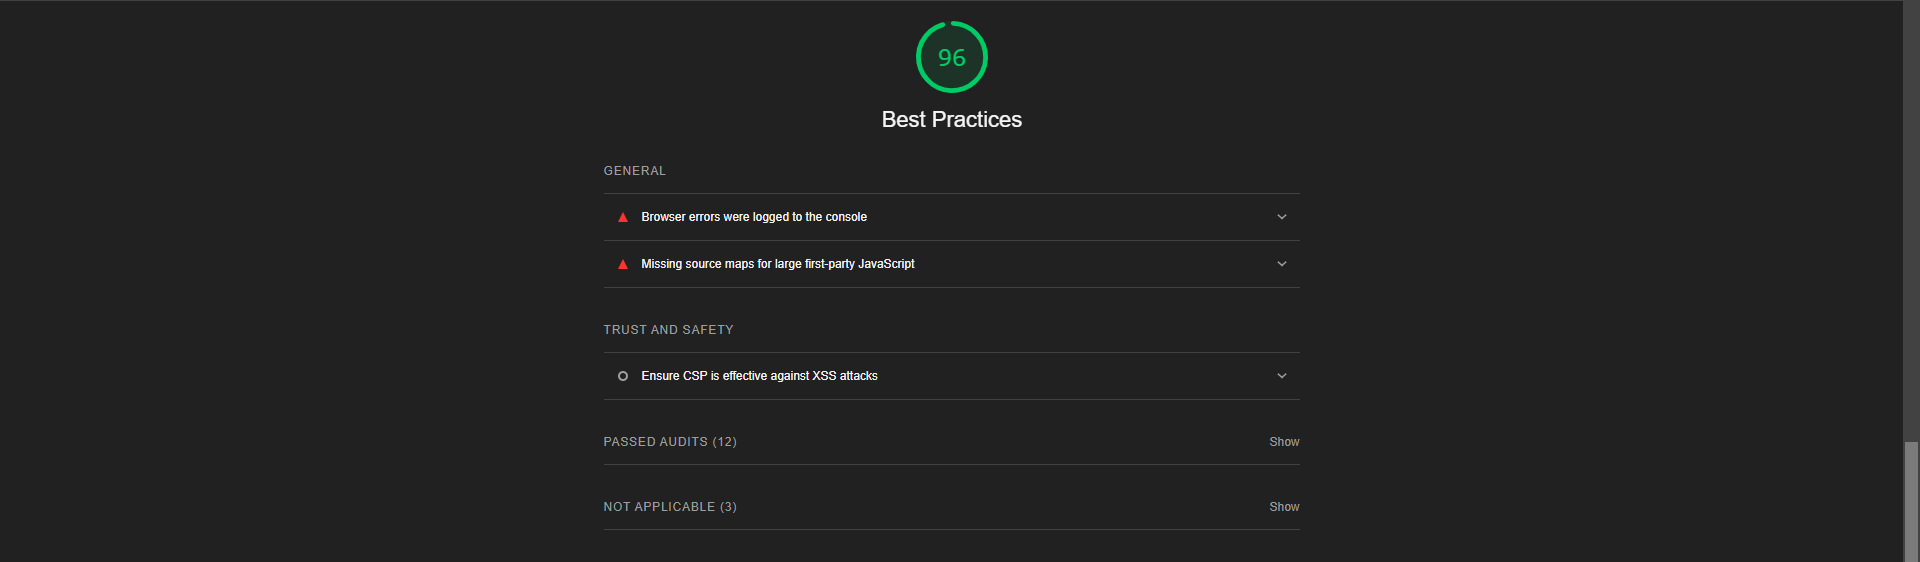 96
Best Practices
GENERAL
Browser errors were logged to the console
Missing source maps for large first-party JavaScript
TRUST AND SAFETY
Ensure CSP is effective against XSS attacks
PASSED AUDITS (12) Show
NOT APPLICABLE (3) Show